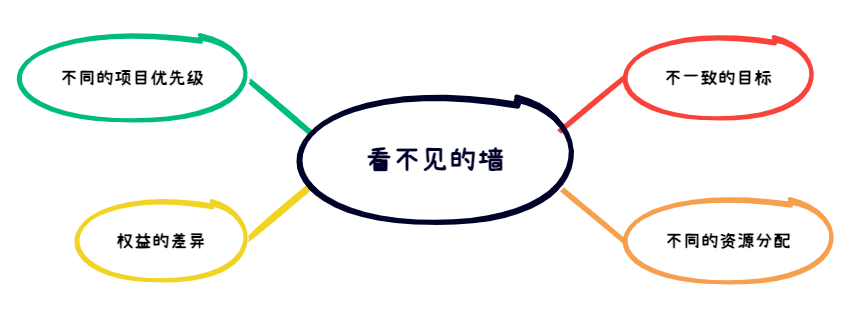 不同的项目优先级
不一致的目标
看不见的墙
权益的差异
不同的资源分配